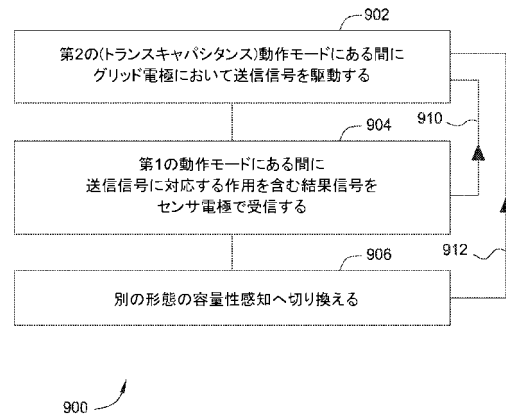 902
第2の(トランスキャパシタンス)動作モードにある間に
グリッド電極において送信信号を駆動する
910
904
第1の動作モードにある間に
送信信号に対応する作用を含む結果信号を
センサ電極で受信する
912
906
別の形態の容量性感知へ切り換える
900